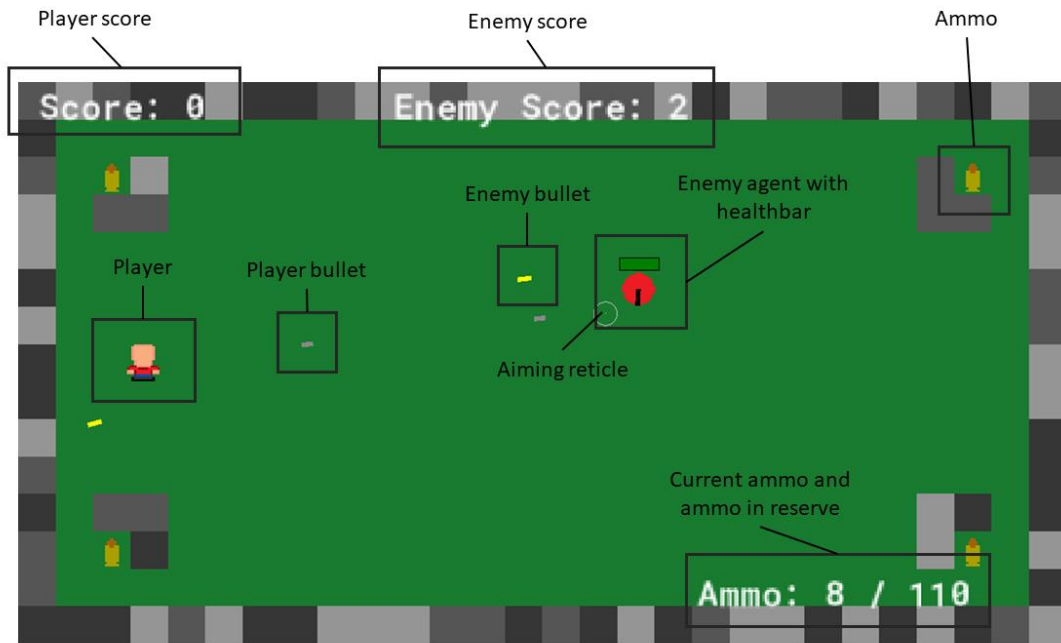 Player score
Enemy score
Ammo
Score: 0
Enemy Score: 2
Enemy bullet
Enemy agent with
healthbar
Player
Player bullet
Aiming reticle
Current ammo and
ammo in reserve
Ammo: 8 / 110